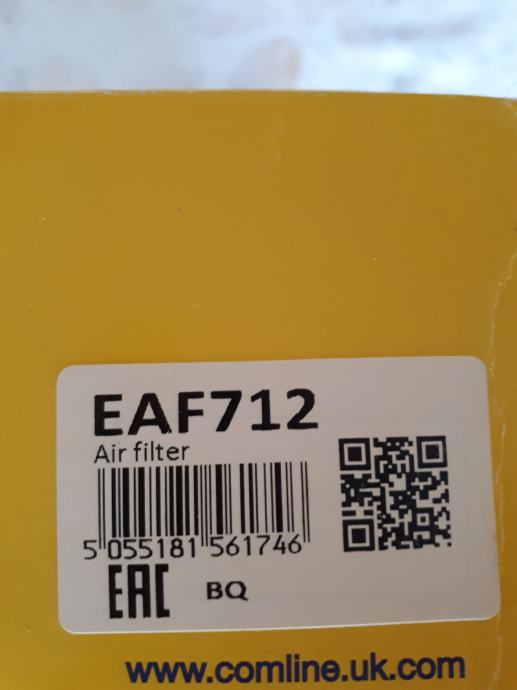 EAF712
Air filter
5 055181 561746
EAC BQ
www.comline.uk.com